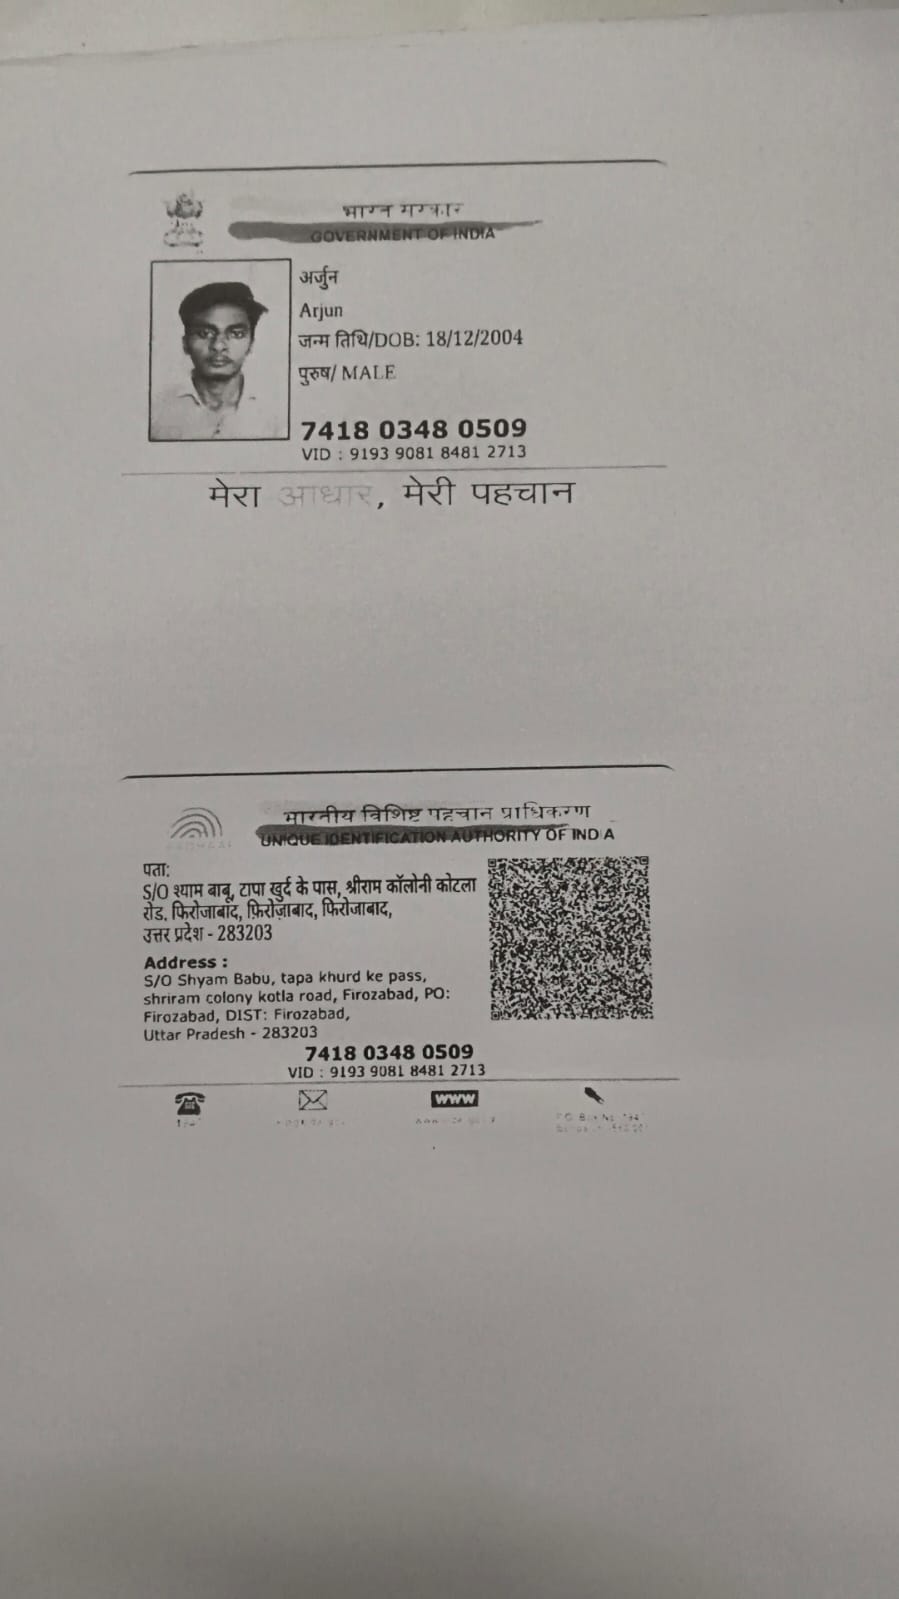 भारत सरकार
GOVERNMENT OF INDIA
अर्जुन
Arjun
जन्म तिथि/DOB: 18/12/2004
पुरुष/ MALE
7418 0348 0509
VID : 9193 9081 8481 2713
मेरा आधार, मेरी पहचान
भारतीय विशिष्ट पहचान प्राधिकरण
UNIQUE IDENTIFICATION AUTHORITY OF INDIA
पता:
S/O श्याम बाबू, टापा खुर्द के पास, श्रीराम कॉलोनी कोटला
रोड, फिरोजाबाद, फ़िरोज़ाबाद, फिरोजाबाद,
उत्तर प्रदेश - 283203
Address :
S/O Shyam Babu, tapa khurd ke pass,
shriram colony kotla road, Firozabad, PO:
Firozabad, DIST: Firozabad,
Uttar Pradesh - 283203
7418 0348 0509
VID : 9193 9081 8481 2713
www